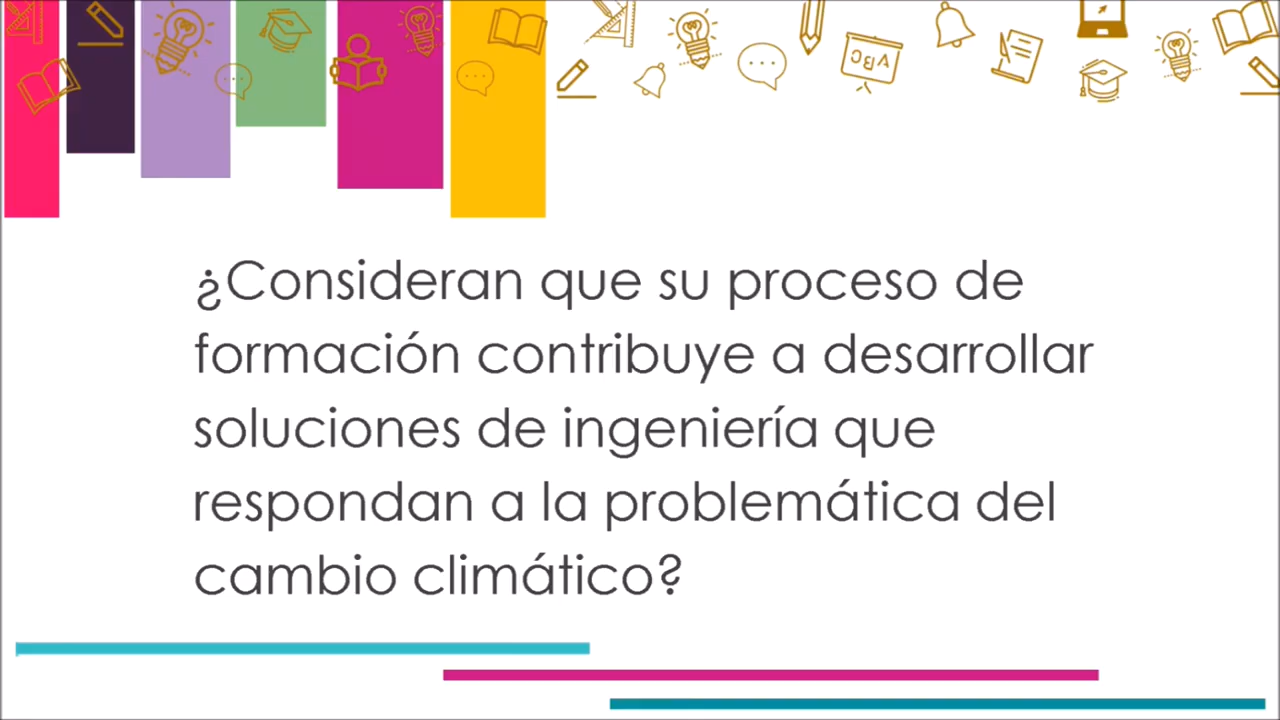 ¿Consideran que su proceso de
formación contribuye a desarrollar
soluciones de ingeniería que
respondan a la problemática del
cambio climático?